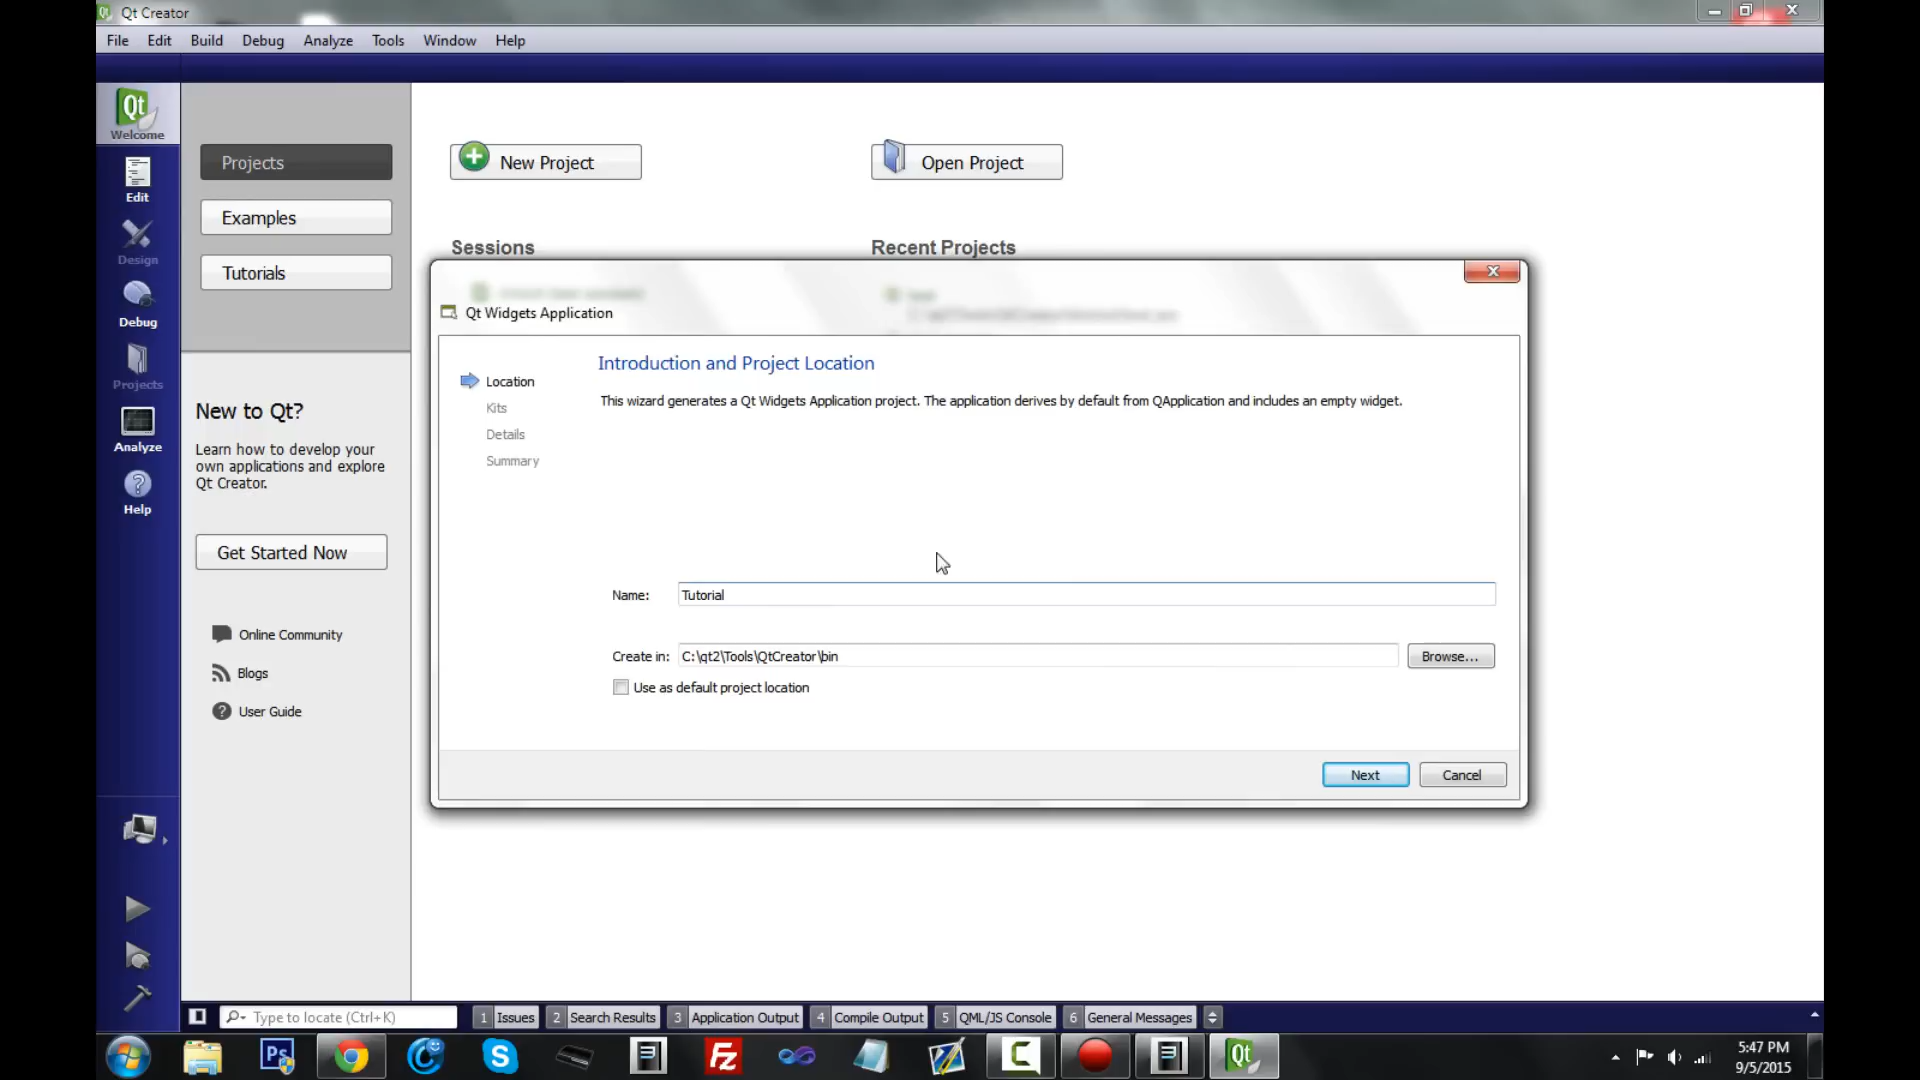 Qt Creator
File Edit Build Debug Analyze Tools Window Help
Qt
Welcome
Edit
Design
Debug
Projects
Analyze
Help
Projects
Examples
Tutorials
New to Qt?
Learn how to develop your
own applications and explore
Qt Creator.
Get Started Now
Online Community
Blogs
User Guide
New Project
Open Project
Sessions
Recent Projects
Qt Widgets Application
Location
Kits
Details
Summary
Introduction and Project Location
This wizard generates a Qt Widgets Application project. The application derives by default from QApplication and includes an empty widget.
Name: Tutorial
Create in: C:\qt2\Tools\QtCreator\bin Browse...
Use as default project location
Next Cancel
Type to locate (Ctrl+K) 1 Issues 2 Search Results 3 Application Output 4 Compile Output 5 QML/JS Console 6 General Messages
Ps
Fz
Qt
5:47 PM
9/5/2015